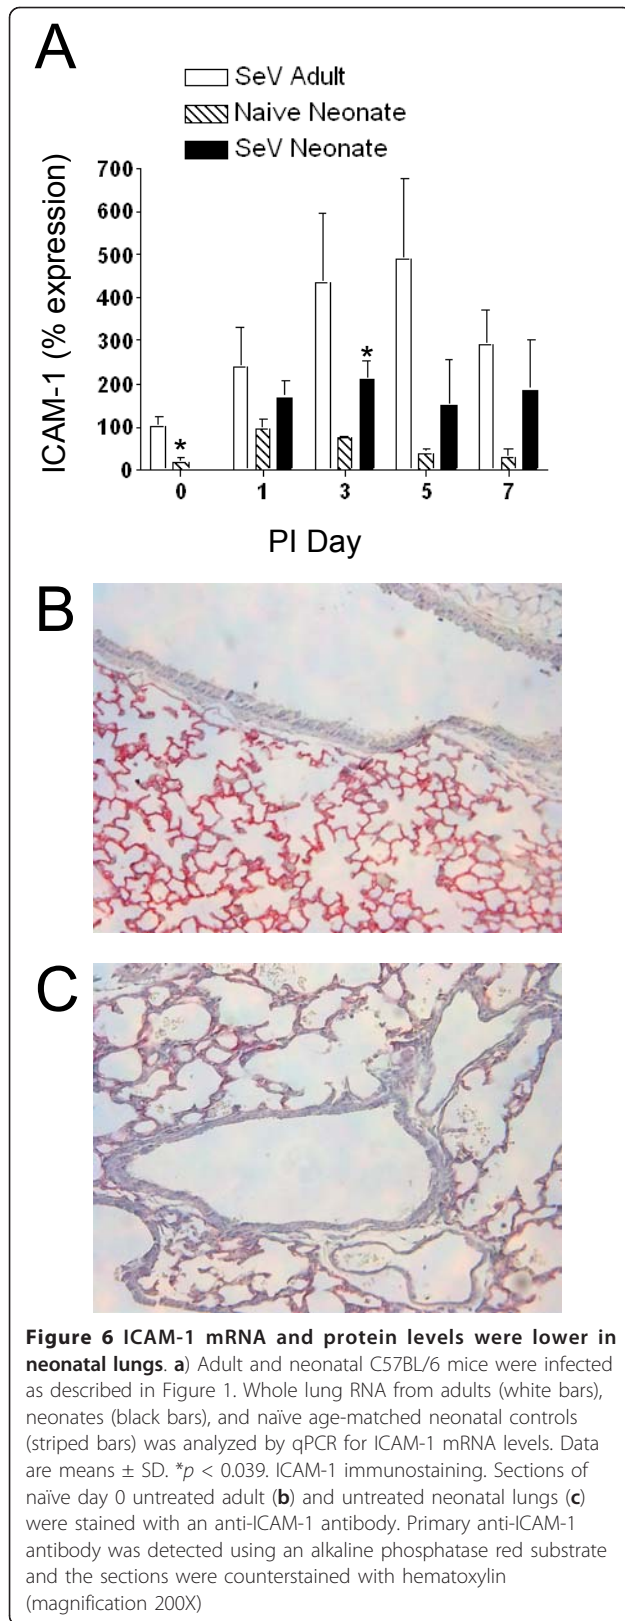 A
SeV Adult
Naive Neonate
SeV Neonate
ICAM-1 (% expression)
700
600
500
400
300
200
100
0
*
*
0 1 3 5 7
PI Day
B
C
Figure 6 ICAM-1 mRNA and protein levels were lower in
neonatal lungs. a) Adult and neonatal C57BL/6 mice were infected
as described in Figure 1. Whole lung RNA from adults (white bars),
neonates (black bars), and naïve age-matched neonatal controls
(striped bars) was analyzed by qPCR for ICAM-1 mRNA levels. Data
are means ± SD. *p < 0.039. ICAM-1 immunostaining. Sections of
naïve day 0 untreated adult (b) and untreated neonatal lungs (c)
were stained with an anti-ICAM-1 antibody. Primary anti-ICAM-1
antibody was detected using an alkaline phosphatase red substrate
and the sections were counterstained with hematoxylin
(magnification 200X)